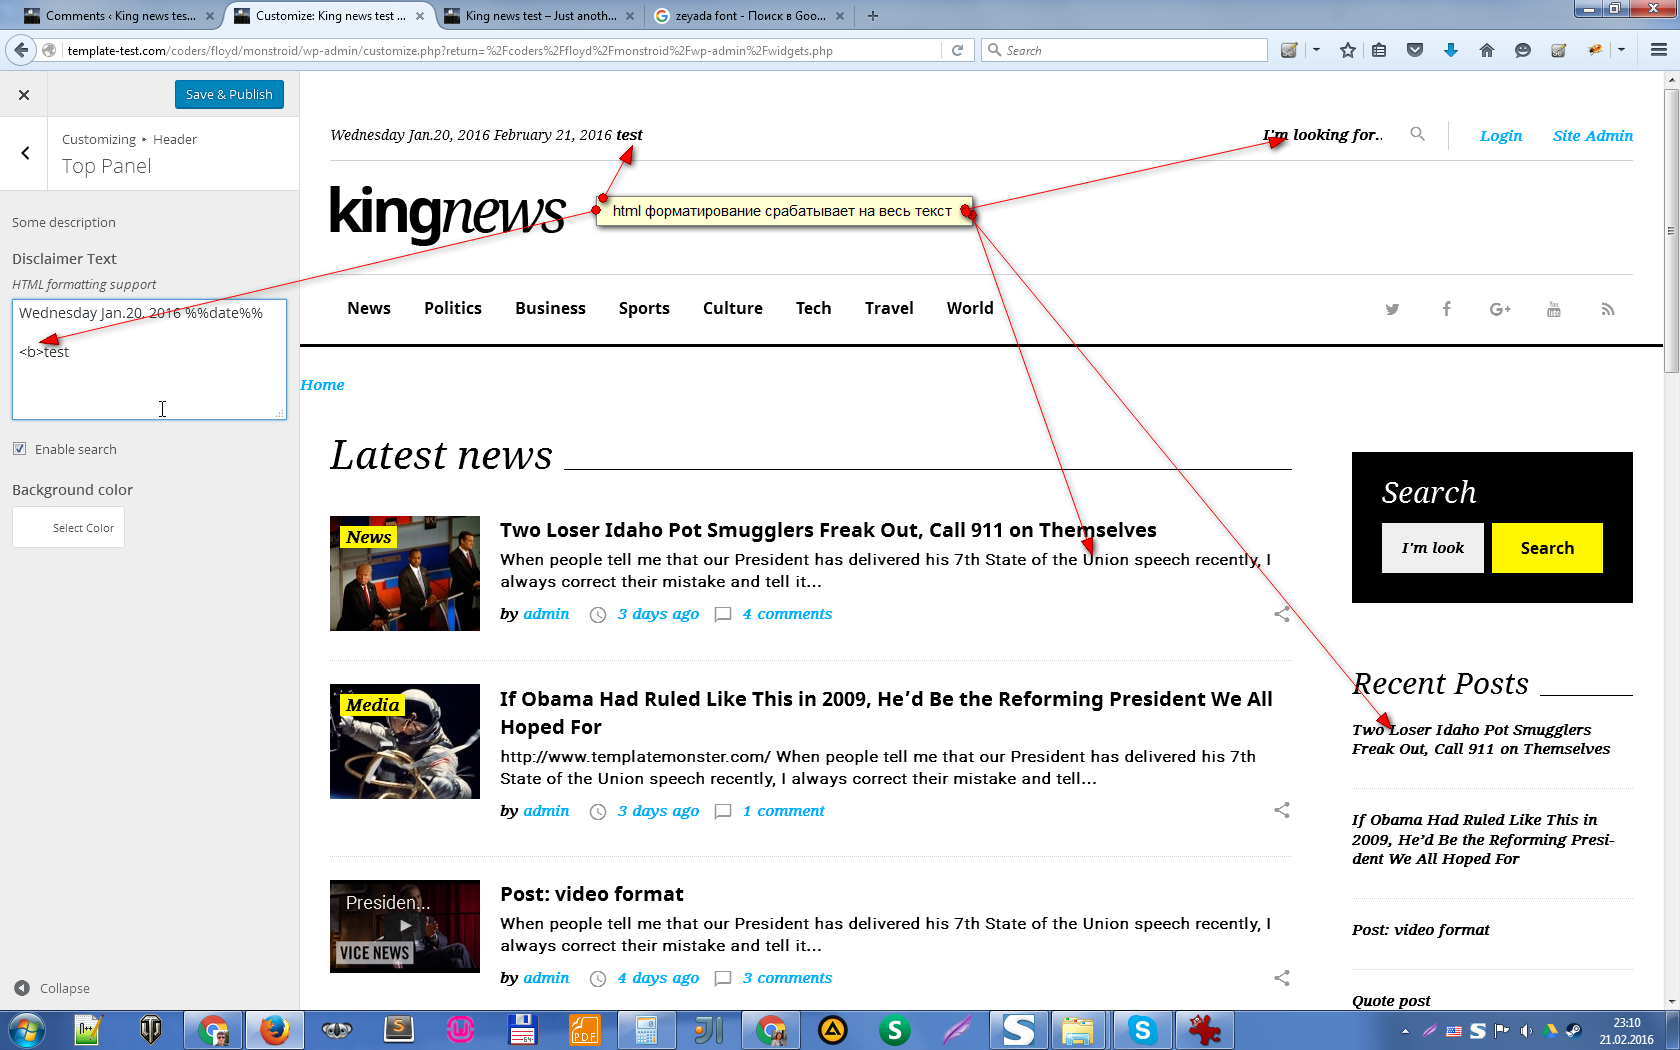 Comments ‹ King news tes...
Customize: King news test ...
King news test – Just anoth...
zeyada font - Поиск в Goo...
template-test.com/coders/floyd/monstroid/wp-admin/customize.php?return=%2Fcoders%2Ffloyd%2Fmonstroid%2Fwp-admin%2Fwidgets.php
Search
Save & Publish
Customizing ▸ Header
Top Panel
Some description
Disclaimer Text
HTML formatting support
Wednesday Jan.20, 2016 %%date%%
<b>test
Enable search
Background color
Select Color
Collapse
Wednesday Jan.20, 2016 February 21, 2016 test
I'm looking for..
Login
Site Admin
kingnews
html форматирование срабатывает на весь текст
News
Politics
Business
Sports
Culture
Tech
Travel
World
Home
Latest news
News
Two Loser Idaho Pot Smugglers Freak Out, Call 911 on Themselves
When people tell me that our President has delivered his 7th State of the Union speech recently, I
always correct their mistake and tell it...
by admin
3 days ago
4 comments
Media
If Obama Had Ruled Like This in 2009, He’d Be the Reforming President We All
Hoped For
http://www.templatemonster.com/ When people tell me that our President has delivered his 7th
State of the Union speech recently, I always correct their mistake and tell...
by admin
3 days ago
1 comment
Presiden...
VICE NEWS
Post: video format
When people tell me that our President has delivered his 7th State of the Union speech recently, I
always correct their mistake and tell it...
by admin
4 days ago
3 comments
Search
I'm look
Search
Recent Posts
Two Loser Idaho Pot Smugglers
Freak Out, Call 911 on Themselves
If Obama Had Ruled Like This in
2009, He’d Be the Reforming Presi-
dent We All Hoped For
Post: video format
Quote post
23:10
21.02.2016